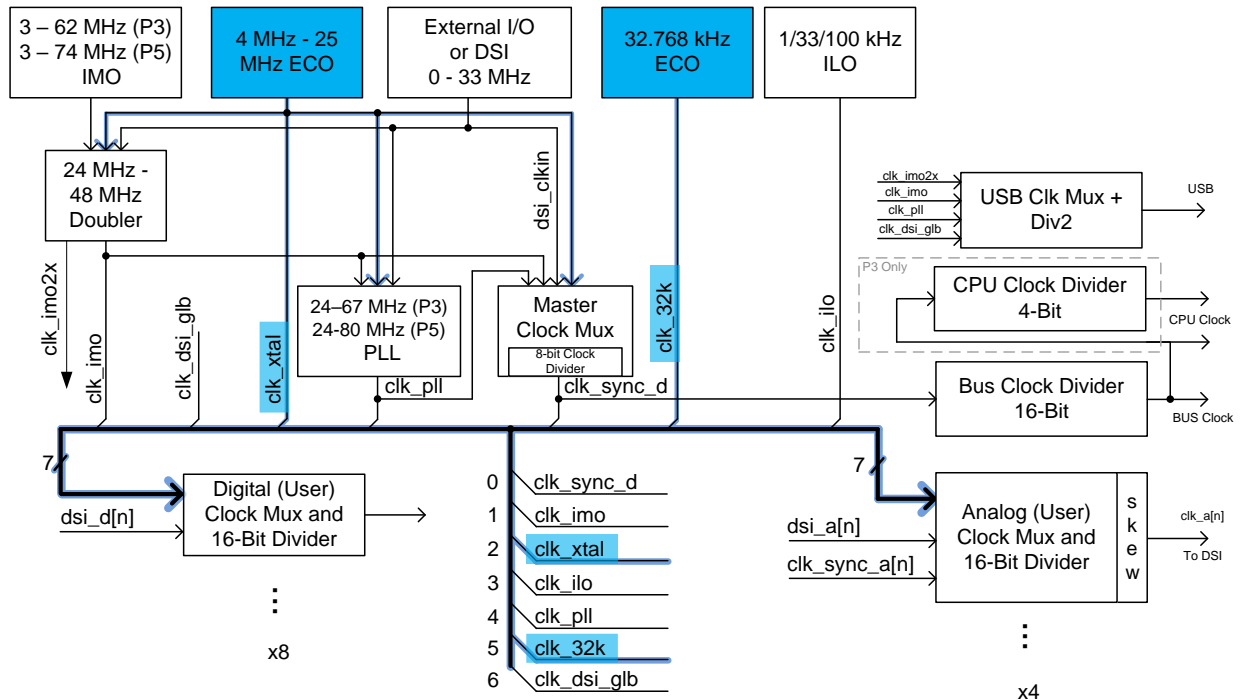 3 – 62 MHz (P3)
3 – 74 MHz (P5)
IMO
4 MHz - 25
MHz ECO
External I/O
or DSI
0 - 33 MHz
32.768 kHz
ECO
1/33/100 kHz
ILO
24 MHz -
48 MHz
Doubler
dsi_clkin
clk_imo2x
clk_imo
clk_pll
clk_dsi_glb
USB Clk Mux +
Div2
USB
P3 Only
CPU Clock Divider
4-Bit
CPU Clock
clk_imo2x
clk_imo
clk_dsi_glb
clk_xtal
24–67 MHz (P3)
24-80 MHz (P5)
PLL
clk_pll
Master
Clock Mux
8-bit Clock
Divider
clk_sync_d
clk_32k
clk_ilo
Bus Clock Divider
16-Bit
BUS Clock
7
Digital (User)
Clock Mux and
16-Bit Divider
dsi_d[n]
x8
0 clk_sync_d
1 clk_imo
2 clk_xtal
3 clk_ilo
4 clk_pll
5 clk_32k
6 clk_dsi_glb
7
dsi_a[n]
clk_sync_a[n]
Analog (User)
Clock Mux and
16-Bit Divider
s
k
e
w
clk_a[n]
To DSI
x4